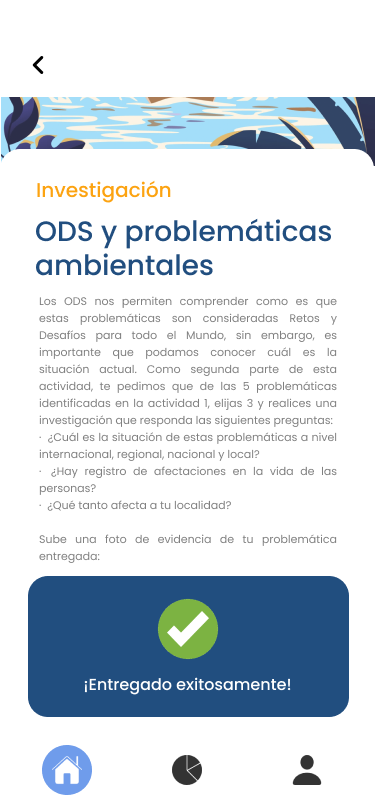 Investigación
ODS y problemáticas
ambientales
Los ODS nos permiten comprender como es que
estas problemáticas son consideradas Retos y
Desafíos para todo el Mundo, sin embargo, es
importante que podamos conocer cuál es la
situación actual. Como segunda parte de esta
actividad, te pedimos que de las 5 problemáticas
identificadas en la actividad 1, elijas 3 y realices una
investigación que responda las siguientes preguntas:
· ¿Cuál es la situación de estas problemáticas a nivel
internacional, regional, nacional y local?
· ¿Hay registro de afectaciones en la vida de las
personas?
· ¿Qué tanto afecta a tu localidad?
Sube una foto de evidencia de tu problemática
entregada:
¡Entregado exitosamente!